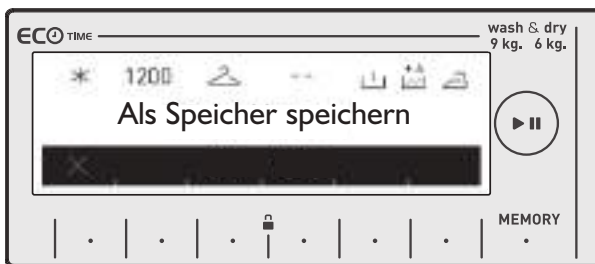 ECO TIME
wash & dry
9 kg. 6 kg.
1200 --
Als Speicher speichern
MEMORY